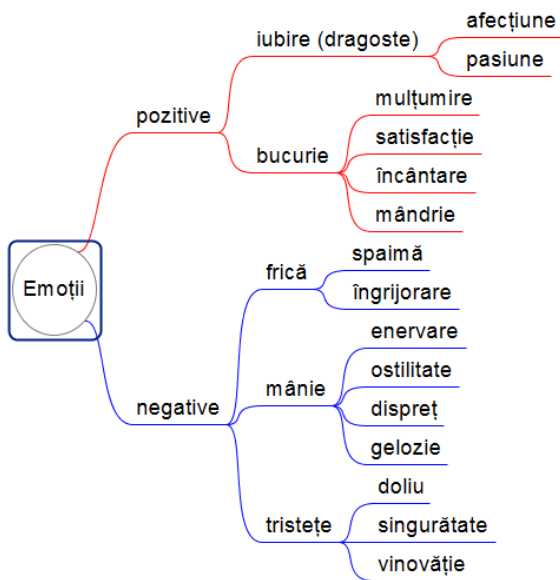 Emoții
pozitive
iubire (dragoste)
afecțiune
pasiune
bucurie
mulțumire
satisfacție
încântare
mândrie
negative
frică
spaimă
îngrijorare
mânie
enervare
ostilitate
dispreț
gelozie
tristețe
doliu
singurătate
vinovăție